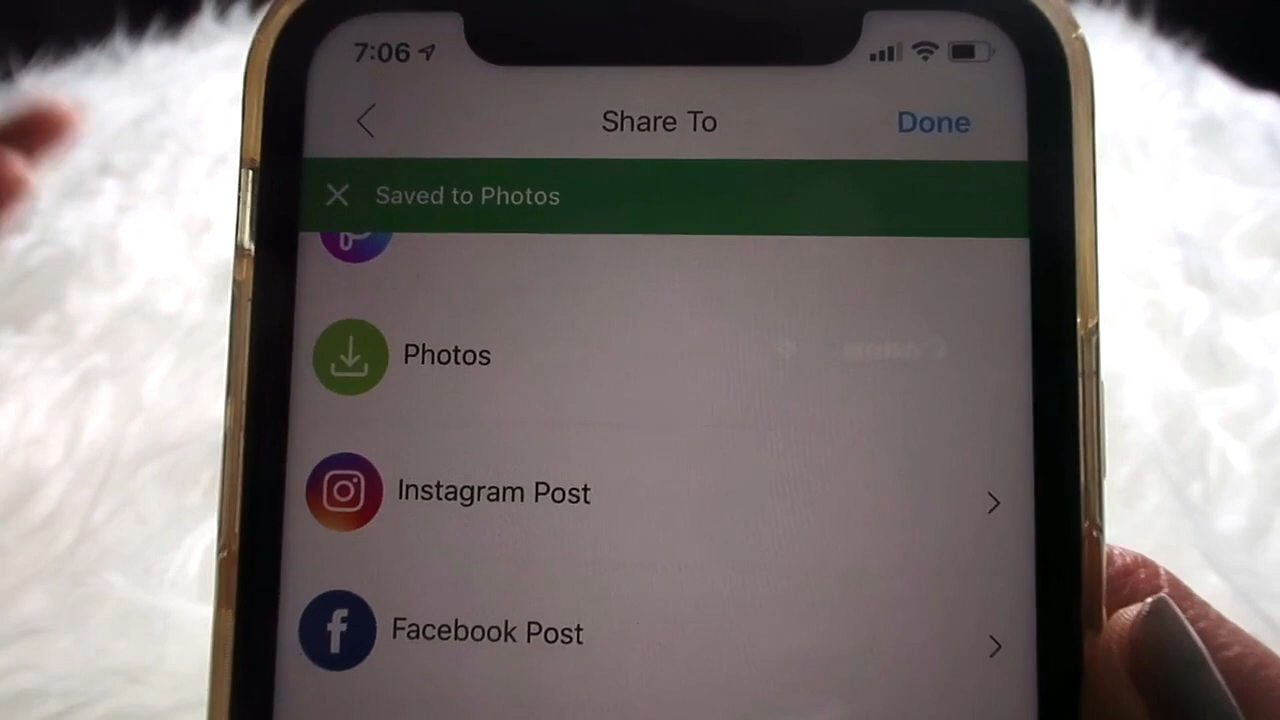 7:06
Share To
Done
Saved to Photos
Photos
Instagram Post
Facebook Post